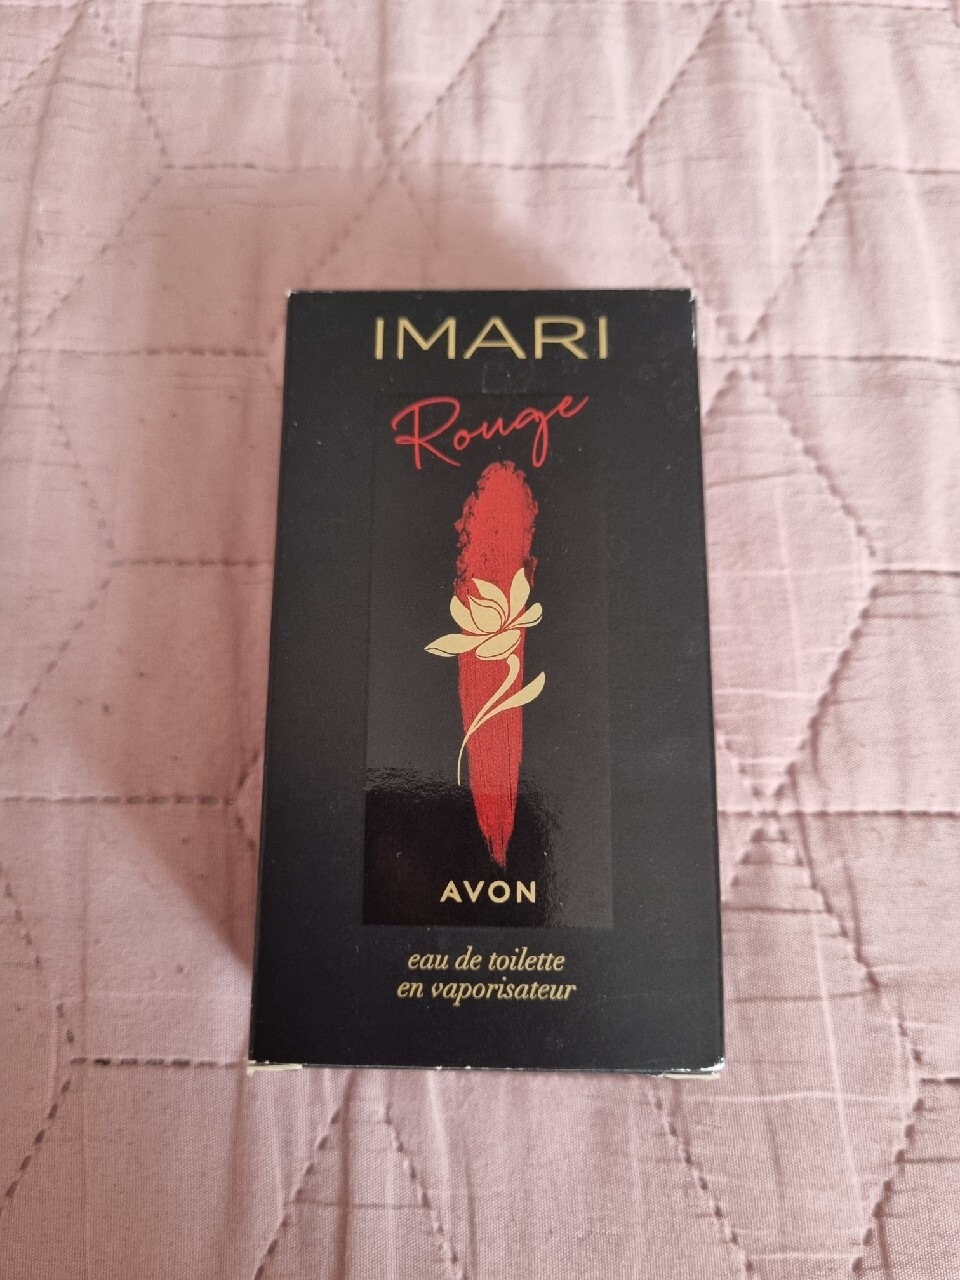 IMARI
Rouge
AVON
eau de toilette
en vaporisateur